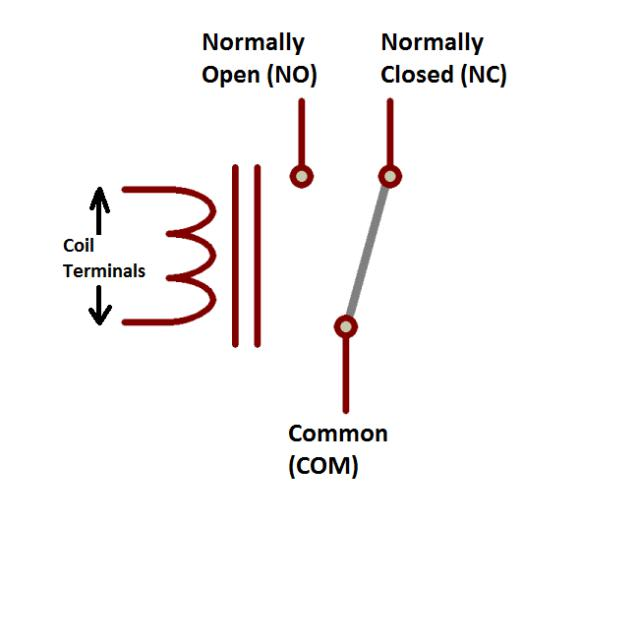 Normally
Open (NO)
Normally
Closed (NC)
Coil
Terminals
Common
(COM)